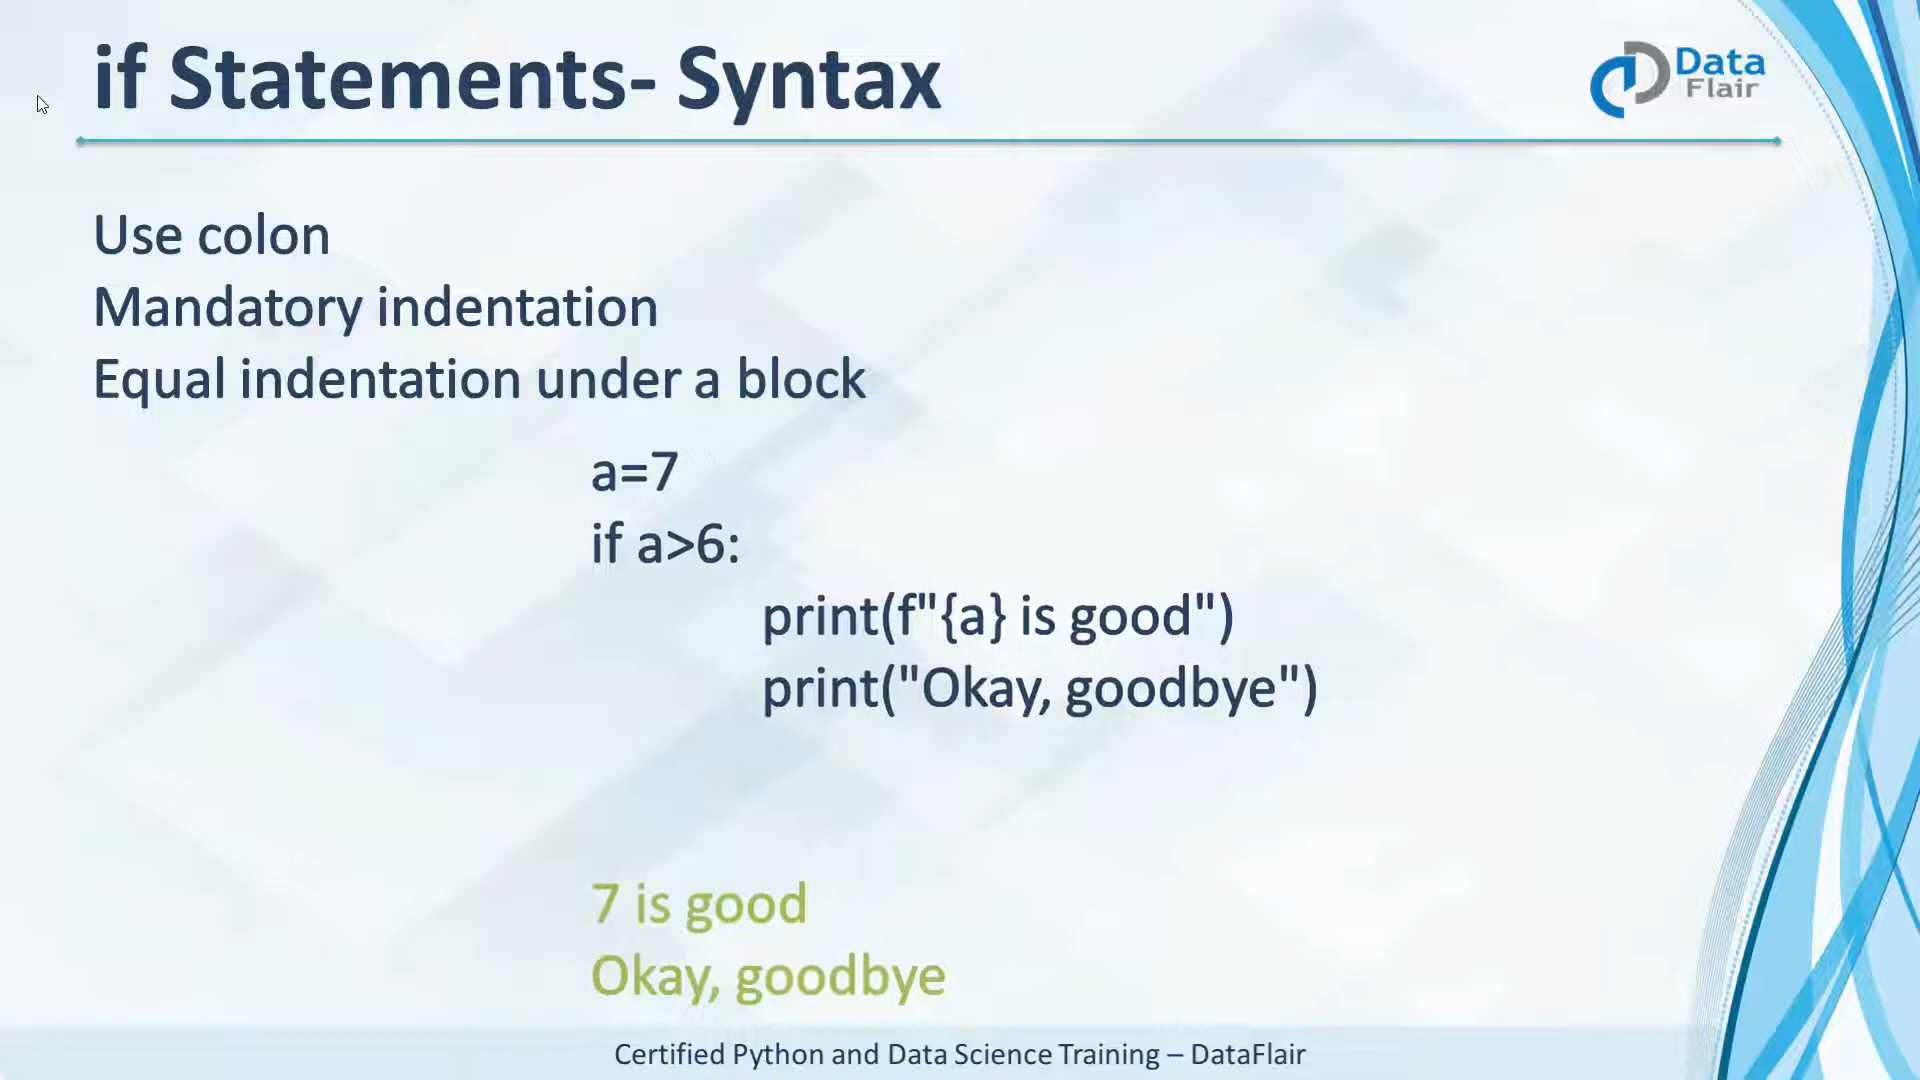 if Statements- Syntax
Data
Flair
Use colon
Mandatory indentation
Equal indentation under a block
a=7
if a>6:
print(f"{a} is good")
print("Okay, goodbye")
7 is good
Okay, goodbye
Certified Python and Data Science Training – DataFlair